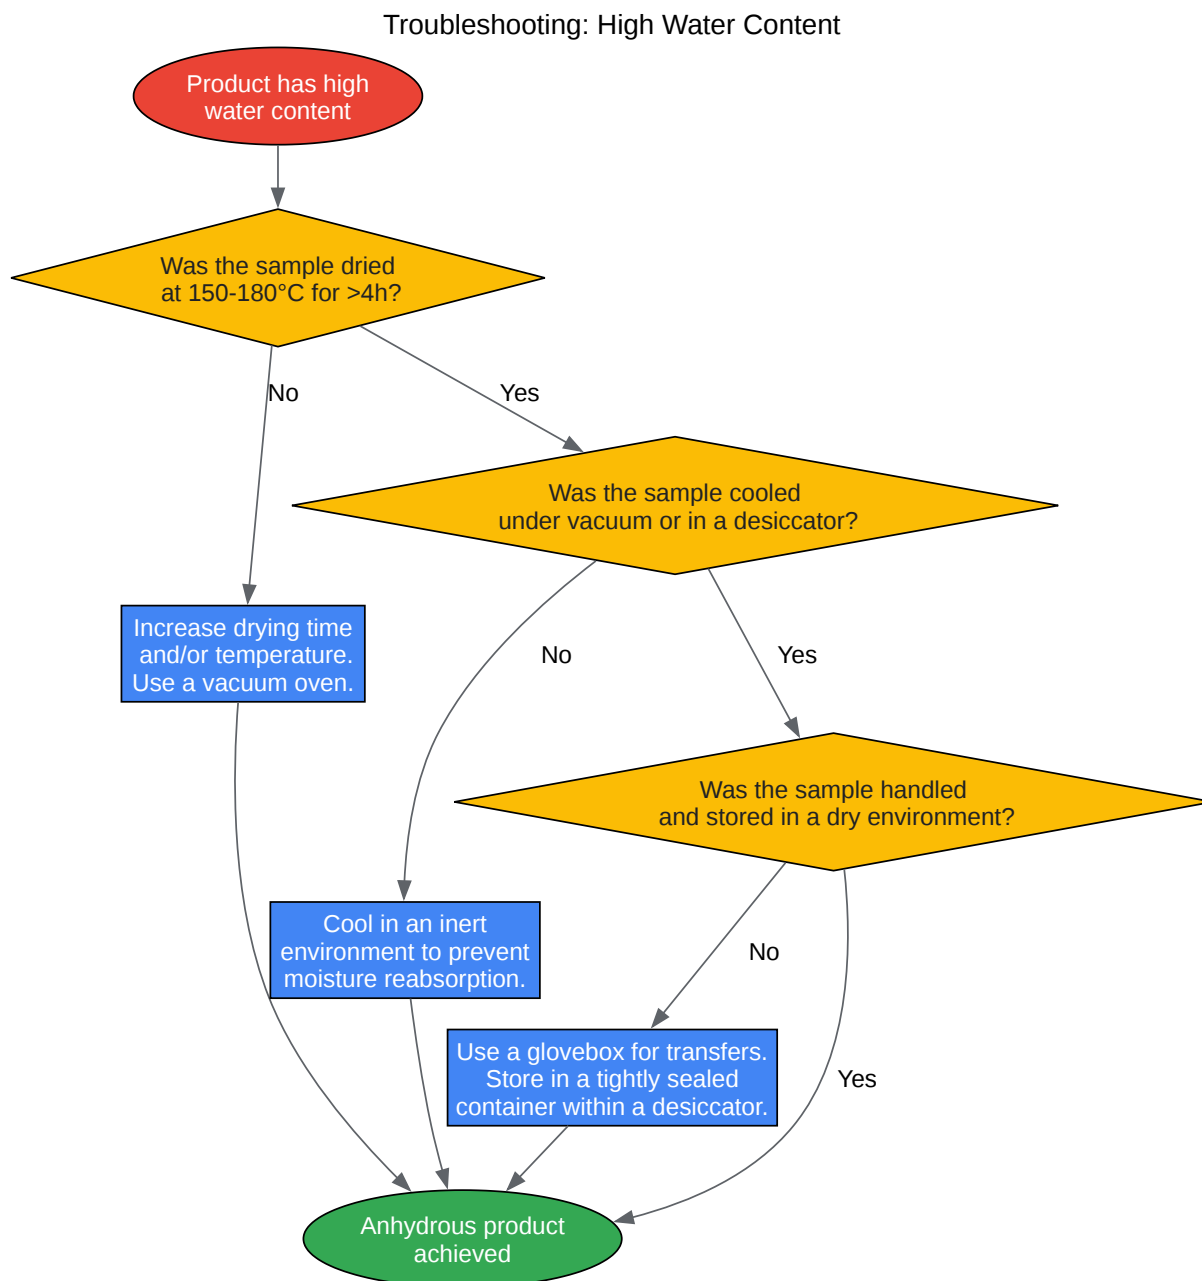 Troubleshooting: High Water Content
Product has high
water content
Was the sample dried
at 150-180°C for >4h?
No
Yes
Was the sample cooled
under vacuum or in a desiccator?
Increase drying time
and/or temperature.
Use a vacuum oven.
No
Yes
Was the sample handled
and stored in a dry environment?
Cool in an inert
environment to prevent
moisture reabsorption.
No
Use a glovebox for transfers.
Store in a tightly sealed
container within a desiccator.
Yes
Anhydrous product
achieved